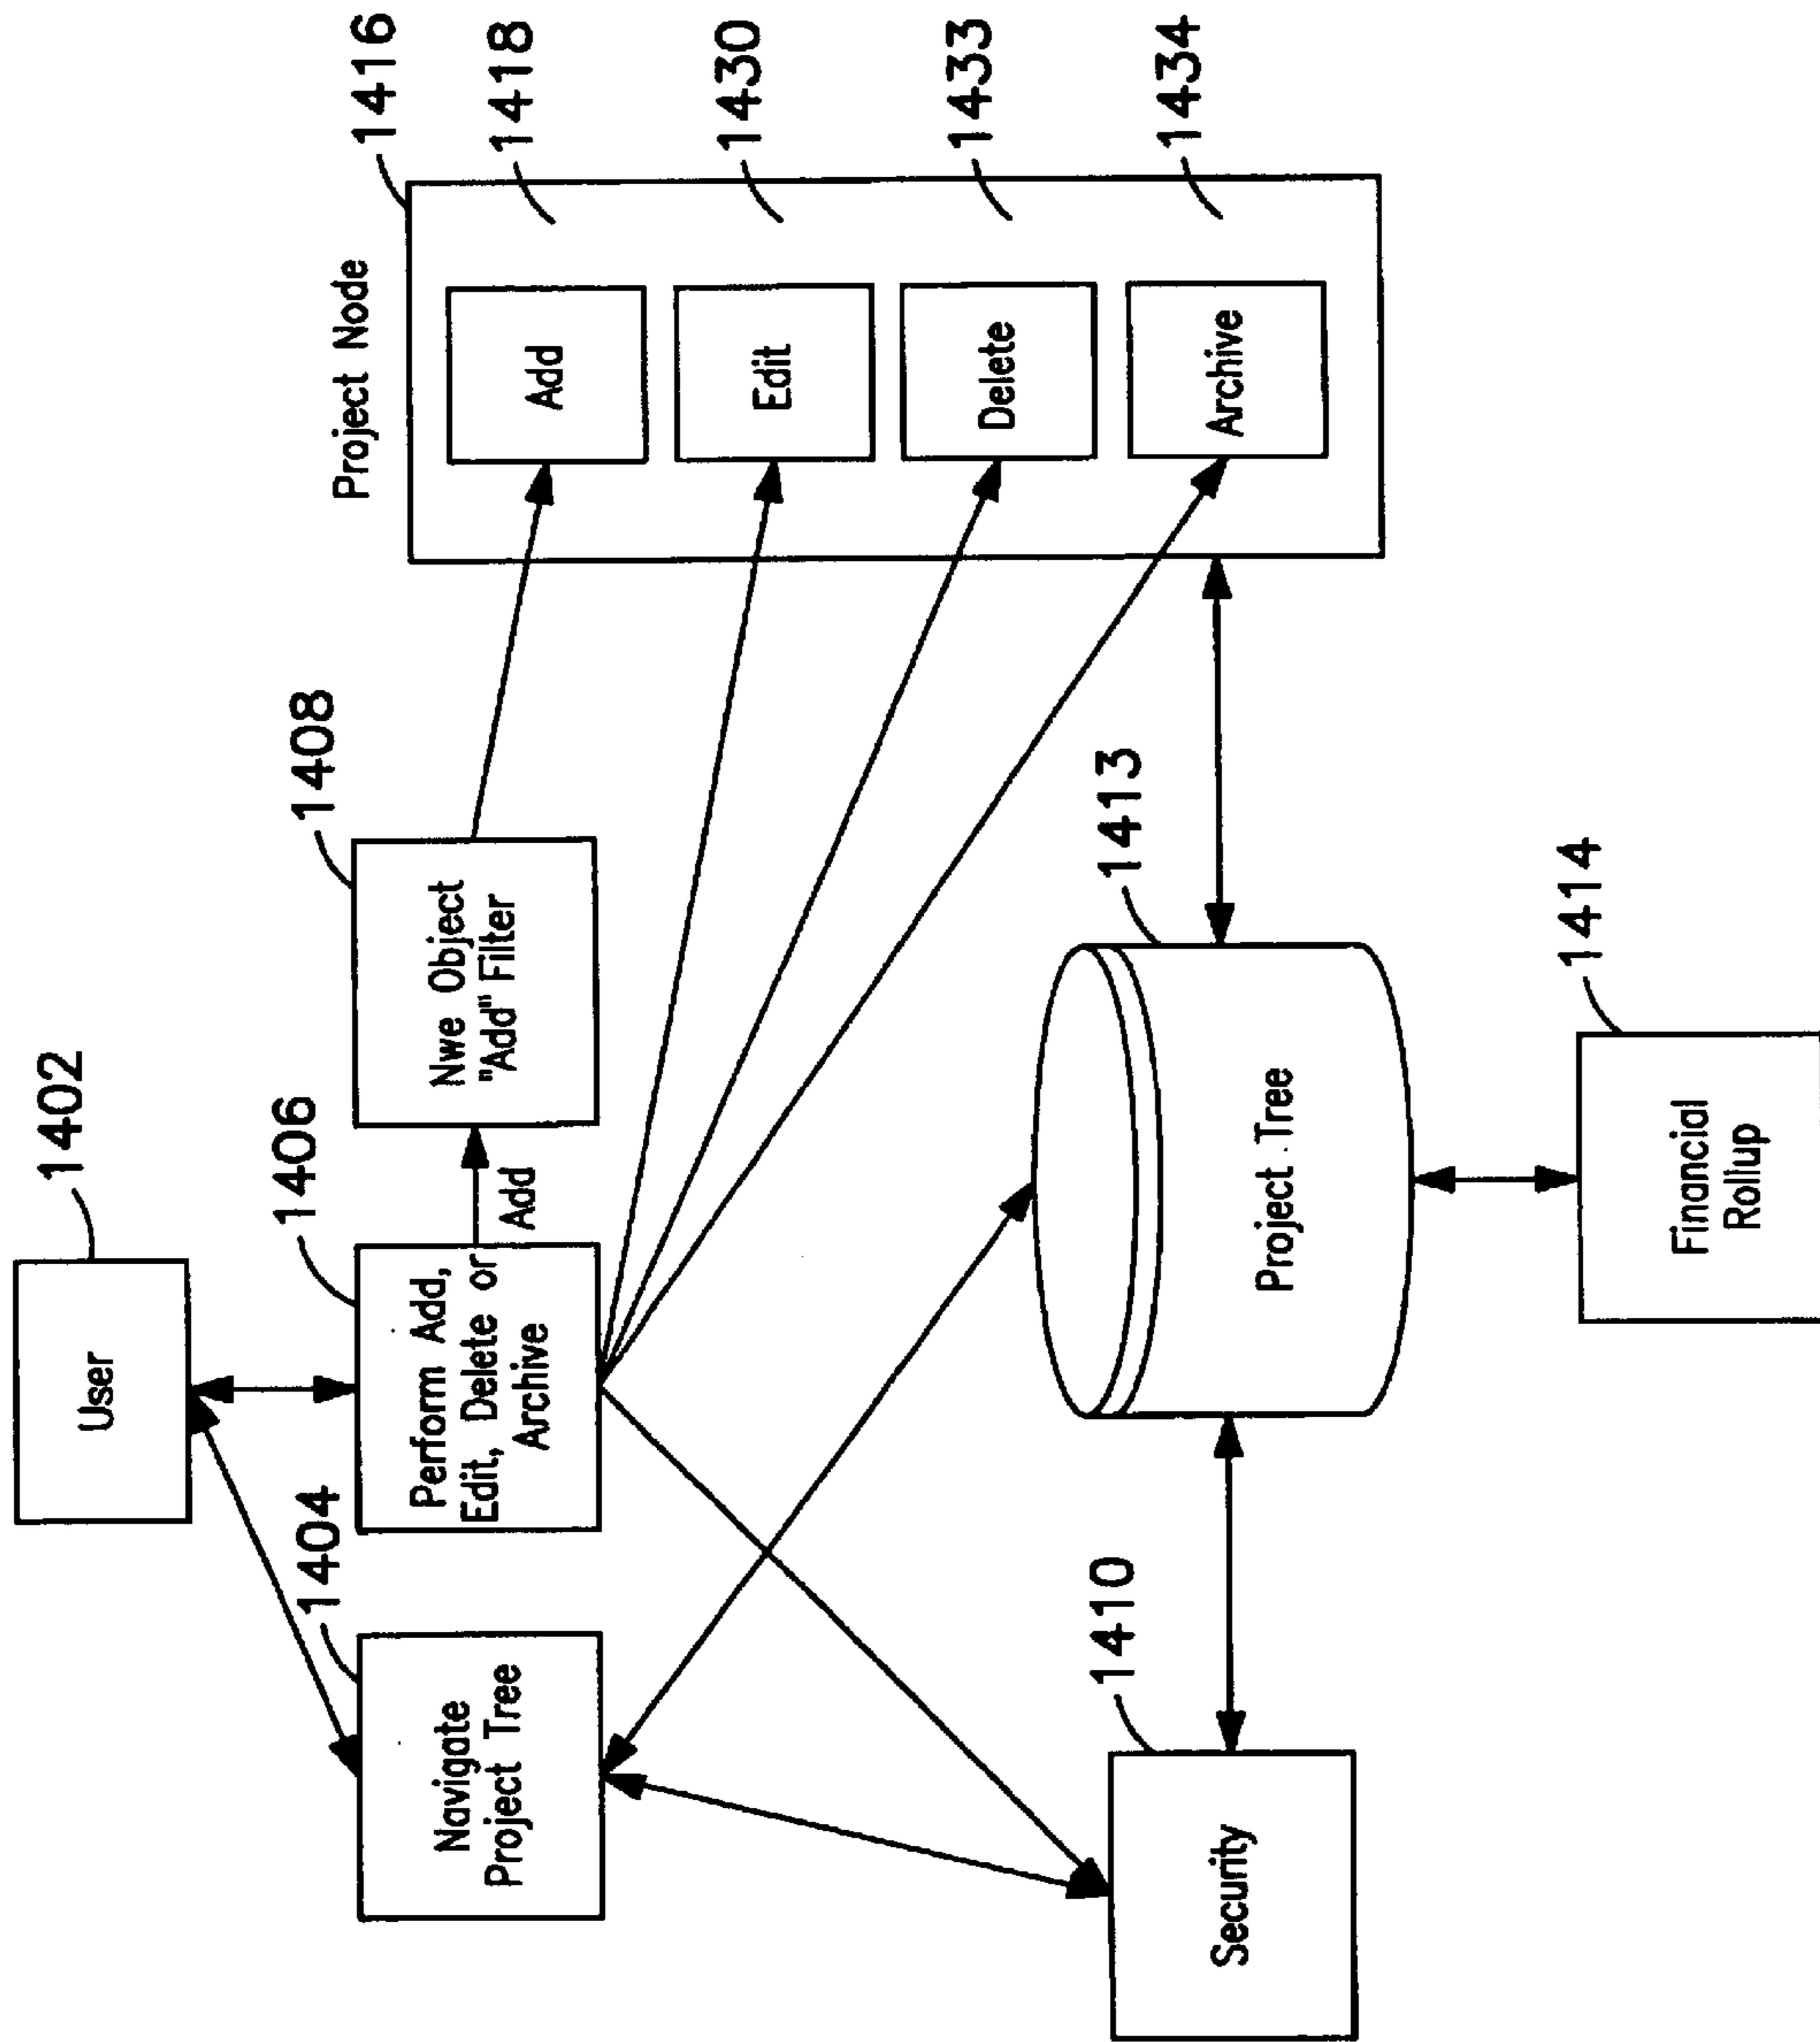 1402
User
1404
Navigate
Project Tree
1406
Perform Add,
Edit, Delete or
Archive
Add
1408
Nwe Object
"Add" Filter
Project Node
1416
Add
1418
Edit
1430
Delete
1433
Archive
1434
1410
Security
1413
Project Tree
1414
Financial
Rollup